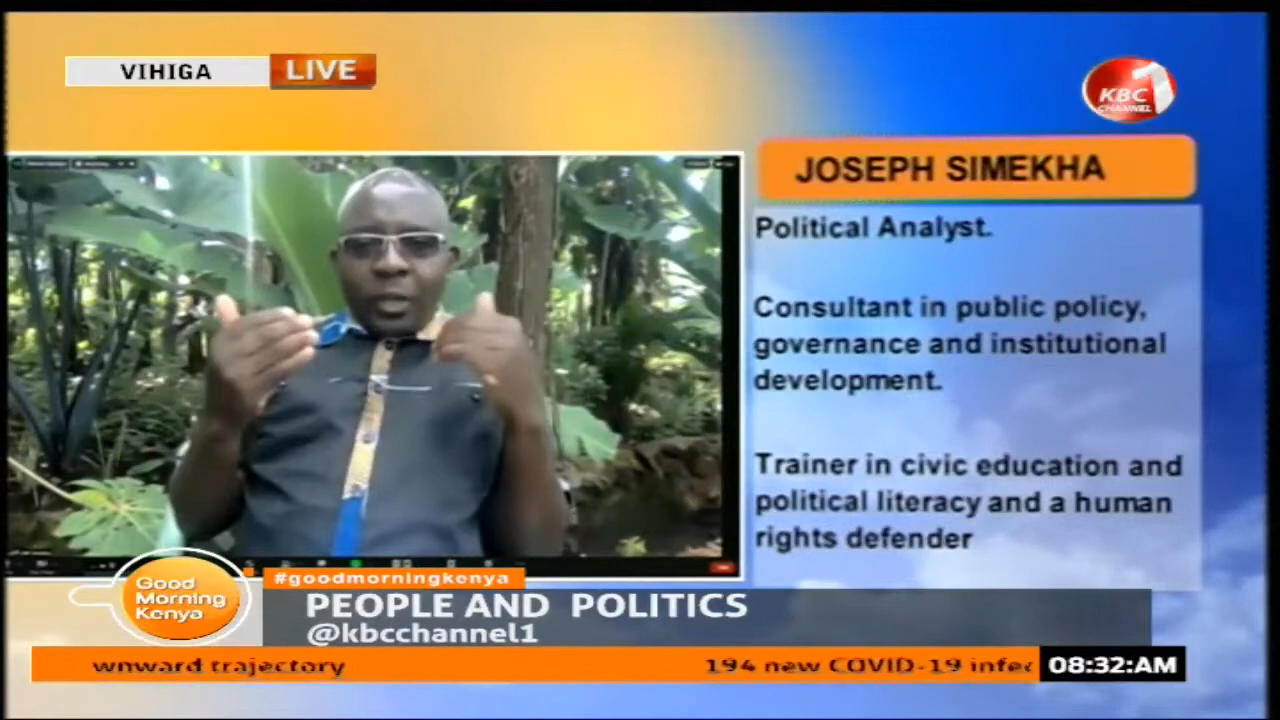 VIHIGA LIVE
KBC 1
CHANNEL
JOSEPH SIMEKHA
Political Analyst.
Consultant in public policy,
governance and institutional
development.
Trainer in civic education and
political literacy and a human
rights defender
Good
Morning
Kenya
#goodmorningkenya
PEOPLE AND POLITICS
@kbcchannel1
wnward trajectory 194 new COVID-19 infec 08:32:AM